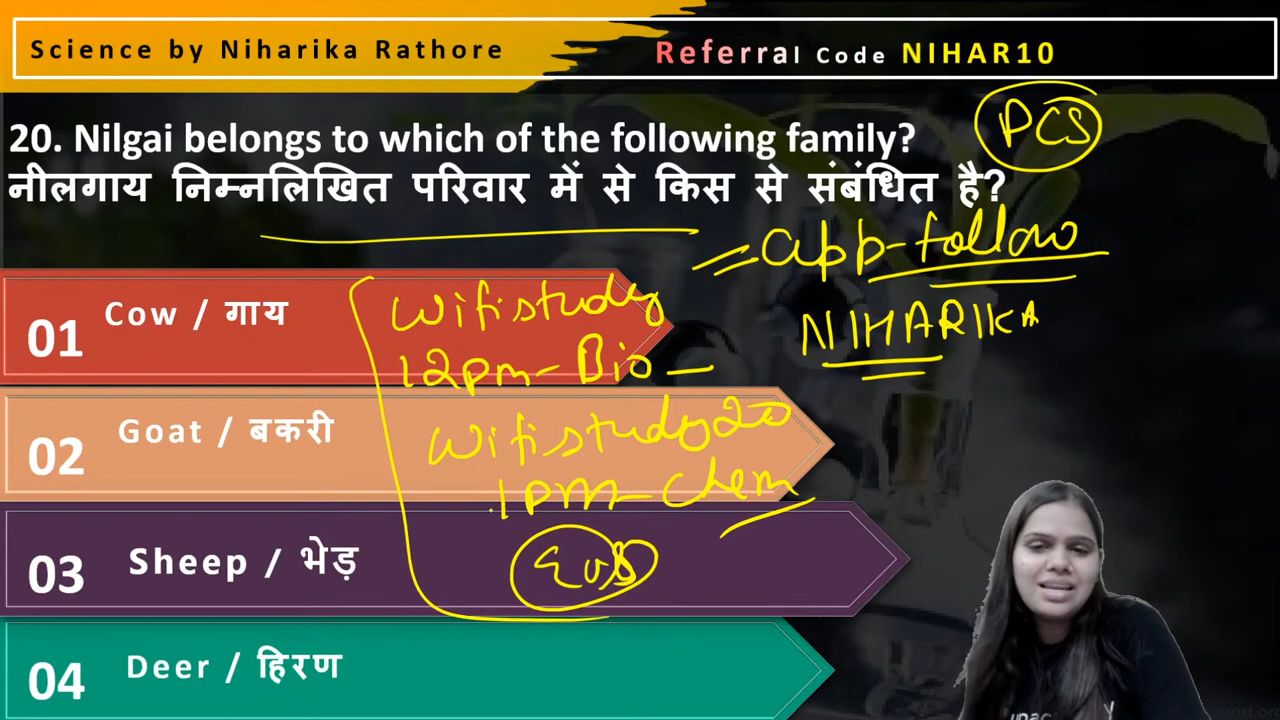 Science by Niharika Rathore
Referral Code NIHAR10
PCS
20. Nilgai belongs to which of the following family?
नीलगाय निम्नलिखित परिवार में से किस से संबंधित है?
= app-follow
NIHARIKA
01 Cow / गाय
Wifistudy
12pm - Bio -
02 Goat / बकरी
Wifistudy 2.0
1pm - Chem
03 Sheep / भेड़
04 Deer / हिरण